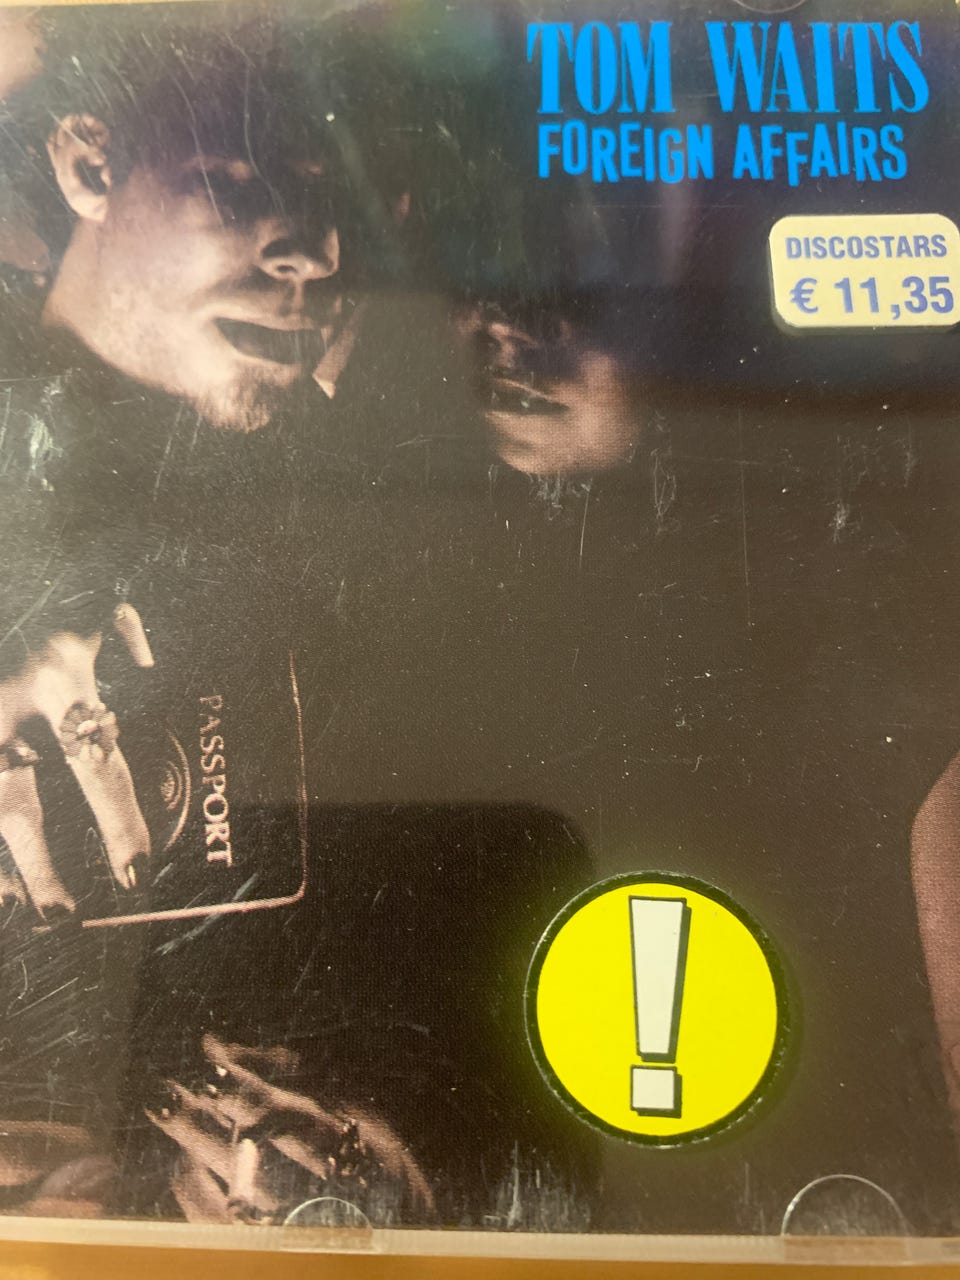 TOM WAITS
FOREIGN AFFAIRS
DISCOSTARS
€ 11,35
PASSPORT
!